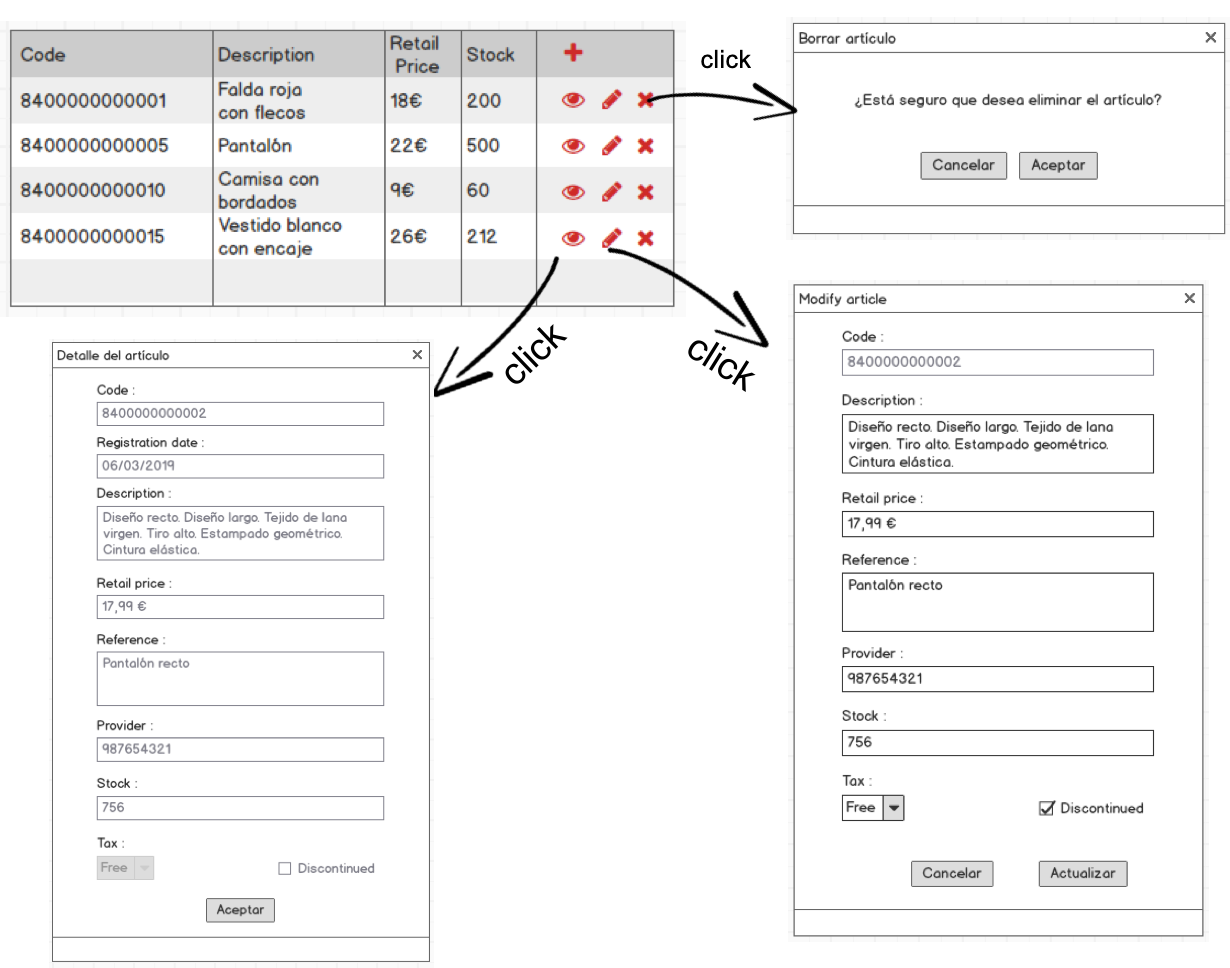 Code Description Retail Price Stock
8400000000001 Falda roja con flecos 18€ 200
8400000000005 Pantalón 22€ 500
8400000000010 Camisa con bordados 9€ 60
8400000000015 Vestido blanco con encaje 26€ 212
click
Borrar artículo
¿Está seguro que desea eliminar el artículo?
Cancelar Aceptar
click
click
Detalle del artículo
Code :
8400000000002
Registration date :
06/03/2019
Description :
Diseño recto. Diseño largo. Tejido de lana
virgen. Tiro alto. Estampado geométrico.
Cintura elástica.
Retail price :
17,99 €
Reference :
Pantalón recto
Provider :
987654321
Stock :
756
Tax :
Free Discontinued
Aceptar
Modify article
Code :
8400000000002
Description :
Diseño recto. Diseño largo. Tejido de lana
virgen. Tiro alto. Estampado geométrico.
Cintura elástica.
Retail price :
17,99 €
Reference :
Pantalón recto
Provider :
987654321
Stock :
756
Tax :
Free Discontinued
Cancelar Actualizar